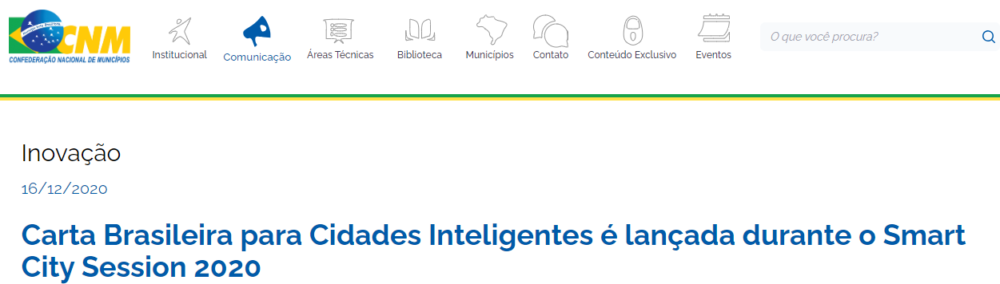 CNM
CONFEDERAÇÃO NACIONAL DE MUNICÍPIOS
Institucional
Comunicação
Áreas Técnicas
Biblioteca
Municípios
Contato
Conteúdo Exclusivo
Eventos
O que você procura?
Inovação
16/12/2020
Carta Brasileira para Cidades Inteligentes é lançada durante o Smart
City Session 2020